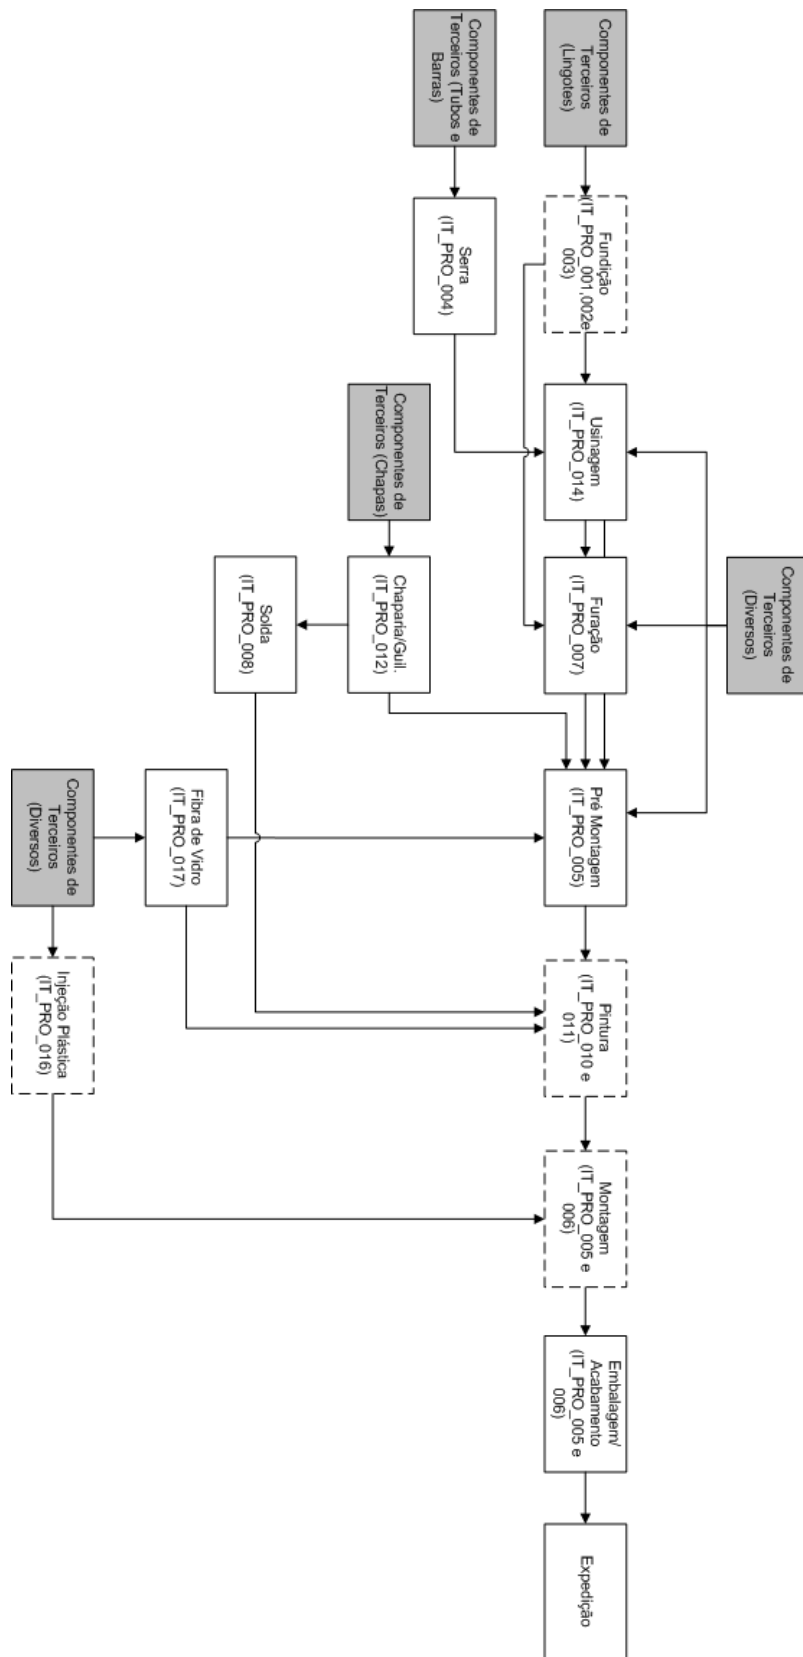 Componentes de
Terceiros
(Lingotes)
Fundição
(IT_PRO_001,002e
003)
Usinagem
(IT_PRO_014)
Furação
(IT_PRO_007)
Pré Montagem
(IT_PRO_005)
Pintura
(IT_PRO_010 e
011)
Montagem
(IT_PRO_005 e
006)
Embalagem/
Acabamento
(IT_PRO_005 e
006)
Expedição
Componentes de
Terceiros
(Diversos)
Componentes de
Terceiros (Tubos e
Barras)
Serra
(IT_PRO_004)
Componentes de
Terceiros (Chapas)
Chaparia/Guil.
(IT_PRO_012)
Solda
(IT_PRO_008)
Fibra de Vidro
(IT_PRO_017)
Componentes de
Terceiros
(Diversos)
Injeção Plástica
(IT_PRO_016)